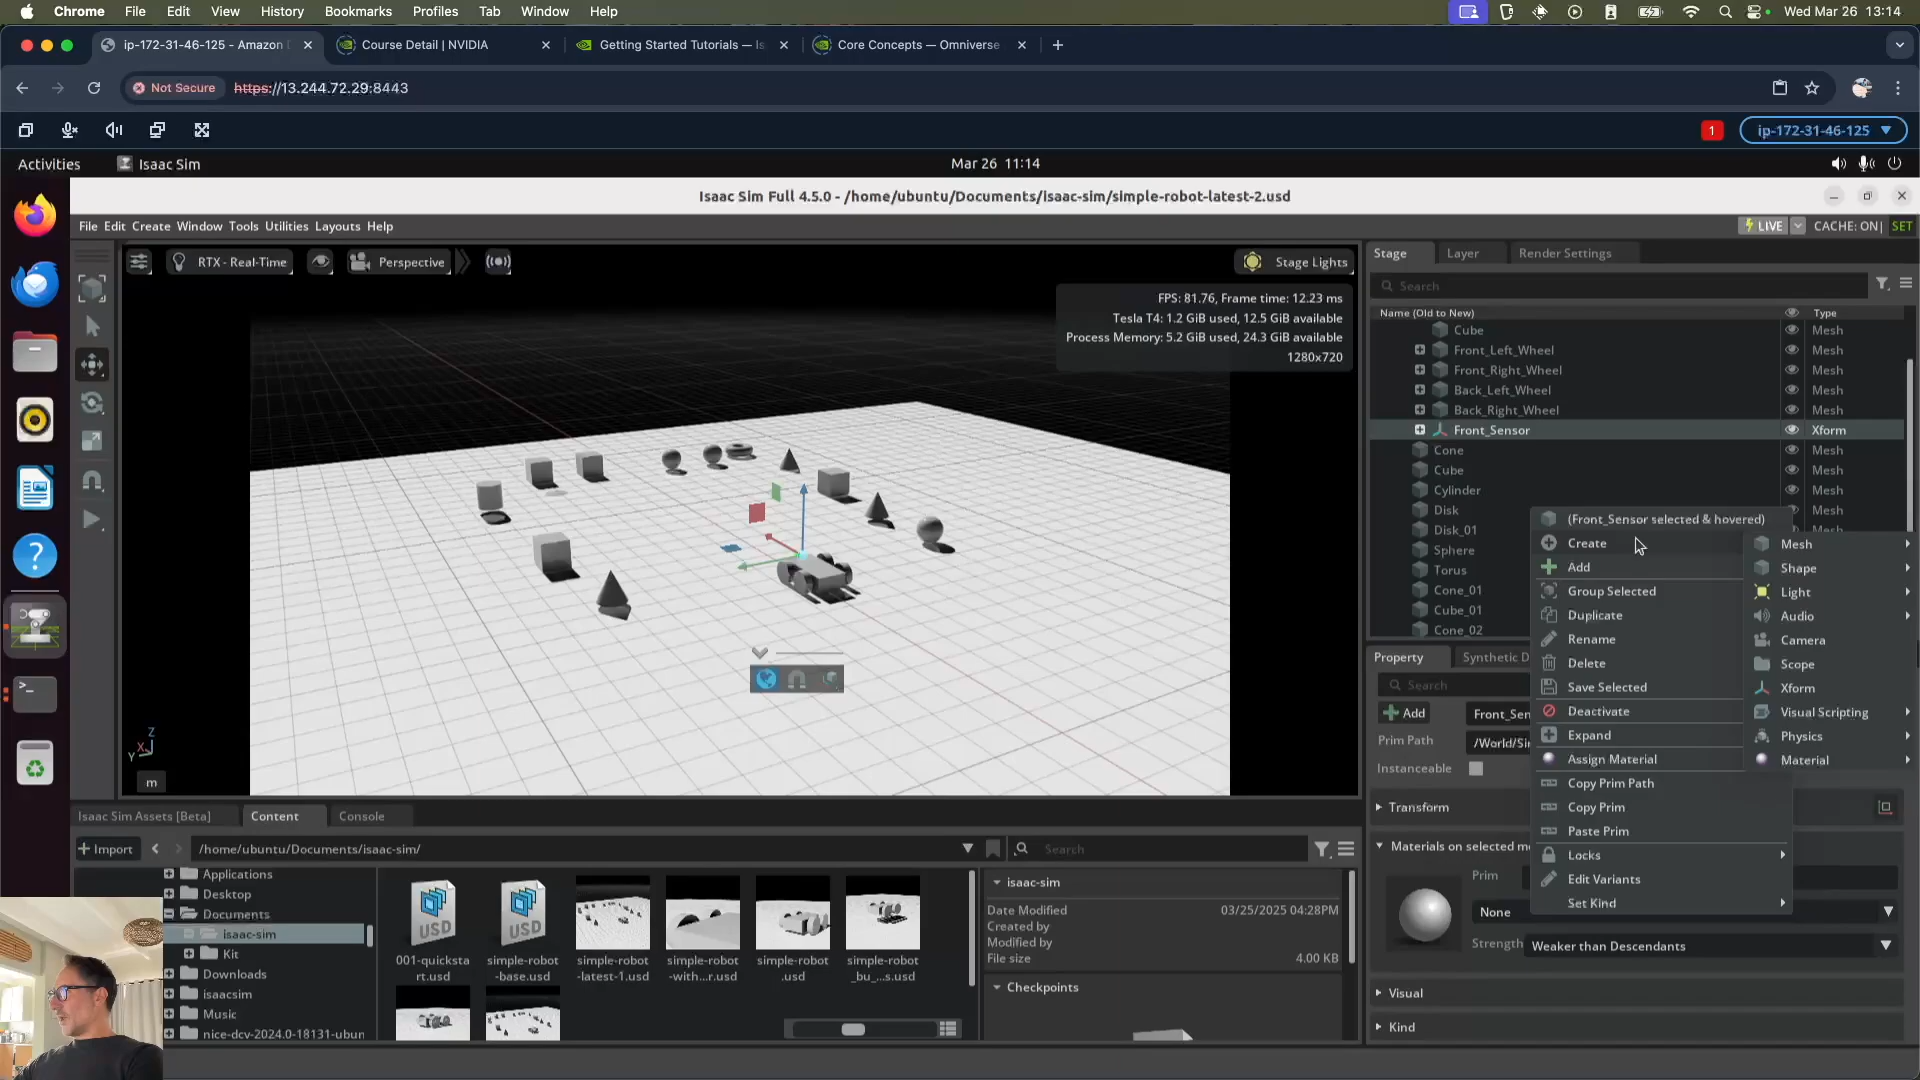 Chrome File Edit View History Bookmarks Profiles Tab Window Help
Wed Mar 26 13:14
ip-172-31-46-125 - Amazon D
Course Detail | NVIDIA
Getting Started Tutorials — Is
Core Concepts — Omniverse
Not Secure https://13.244.72.29:8443
1
ip-172-31-46-125
Activities Isaac Sim
Mar 26 11:14
Isaac Sim Full 4.5.0 - /home/ubuntu/Documents/isaac-sim/simple-robot-latest-2.usd
File Edit Create Window Tools Utilities Layouts Help
LIVE CACHE: ON| SET
RTX - Real-Time
Perspective
Stage Lights
FPS: 81.76, Frame time: 12.23 ms
Tesla T4: 1.2 GiB used, 12.5 GiB available
Process Memory: 5.2 GiB used, 24.3 GiB available
1280x720
Z
X
Y
m
Stage Layer Render Settings
Search
Name (Old to New) Type
Cube Mesh
Front_Left_Wheel Mesh
Front_Right_Wheel Mesh
Back_Left_Wheel Mesh
Back_Right_Wheel Mesh
Front_Sensor Xform
Cone Mesh
Cube Mesh
Cylinder Mesh
Disk Mesh
Disk_01 Mesh
Sphere
Torus
Cone_01
Cube_01
Cone_02
(Front_Sensor selected & hovered)
Create
Add
Group Selected
Duplicate
Rename
Delete
Save Selected
Deactivate
Expand
Assign Material
Copy Prim Path
Copy Prim
Paste Prim
Locks
Edit Variants
Set Kind
Mesh
Shape
Light
Audio
Camera
Scope
Xform
Visual Scripting
Physics
Material
Property Synthetic D
Search
Add Front_Sen
Prim Path /World/Si
Instanceable
Transform
Materials on selected mo
Prim
None
Strength Weaker than Descendants
Visual
Kind
Isaac Sim Assets [Beta] Content Console
Import /home/ubuntu/Documents/isaac-sim/ Search
Applications
Desktop
Documents
isaac-sim
Kit
Downloads
isaacsim
Music
nice-dcv-2024.0-18131-ubun
USD
001-quicksta
rt.usd
USD
simple-robot
-base.usd
simple-robot
-latest-1.usd
simple-robot
-with...r.usd
simple-robot
.usd
simple-robot
_bu_...s.usd
isaac-sim
Date Modified 03/25/2025 04:28PM
Created by
Modified by
File size 4.00 KB
Checkpoints